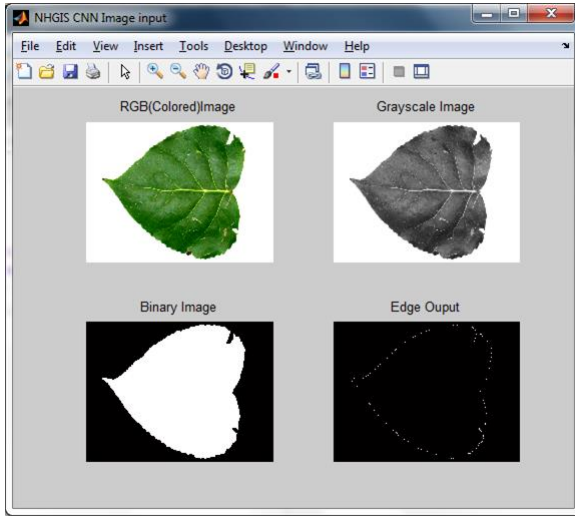 NHGIS CNN Image input
File Edit View Insert Tools Desktop Window Help
RGB(Colored)Image
Grayscale Image
Binary Image
Edge Ouput